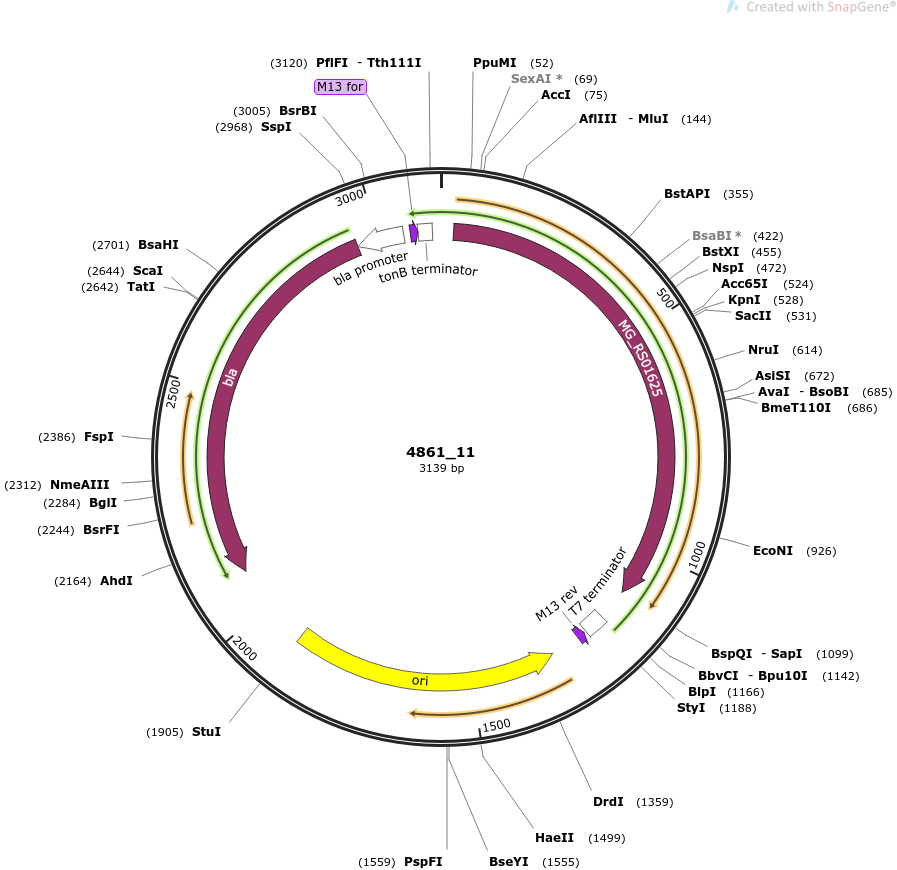 Created with SnapGene®
(3120) PflFI - Tth111I
PpuMI (52)
SexAI * (69)
M13 for
AccI (75)
(3005) BsrBI
AflIII - MluI (144)
(2968) SspI
3000
BstAPI (355)
BsaBI * (422)
(2701) BsaHI
bla promoter
BstXI (455)
tonB terminator
NspI (472)
(2644) ScaI
Acc65I (524)
(2642) TatI
500
KpnI (528)
SacII (531)
MG_RS01625
NruI (614)
bla
AsiSI (672)
2500
AvaI - BsoBI (685)
BmeT110I (686)
(2386) FspI
4861_11
3139 bp
(2312) NmeAIII
(2284) BglI
(2244) BsrFI
EcoNI (926)
1000
(2164) AhdI
T7 terminator
M13 rev
2000
BspQI - SapI (1099)
BbvCI - Bpu10I (1142)
ori
BlpI (1166)
StyI (1188)
1500
(1905) StuI
DrdI (1359)
HaeII (1499)
(1559) PspFI
BseYI (1555)